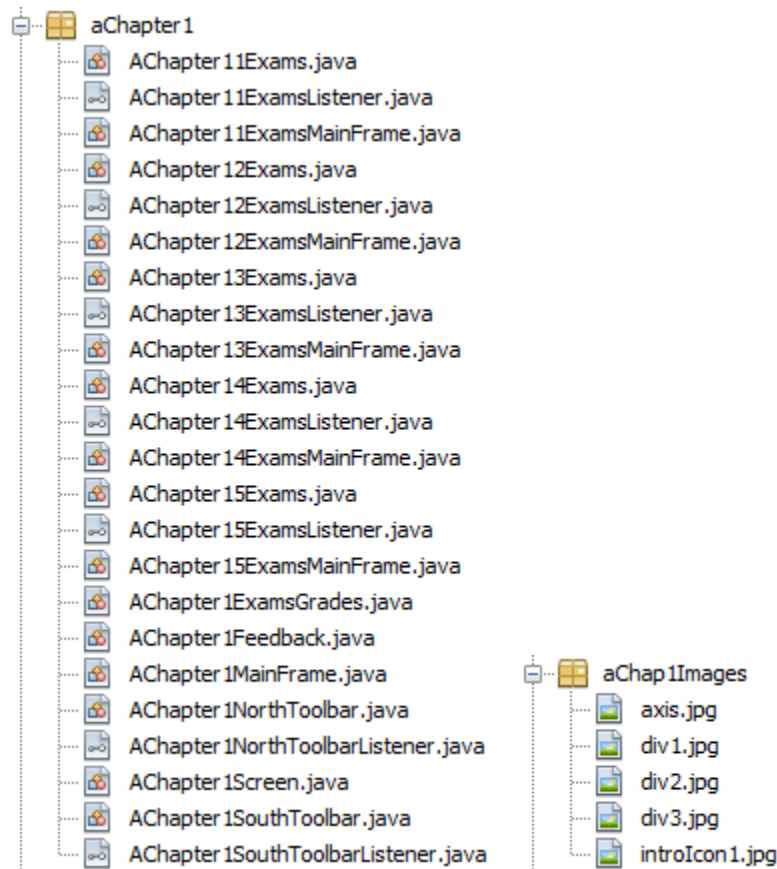 aChapter1
AChapter11Exams.java
AChapter11ExamsListener.java
AChapter11ExamsMainFrame.java
AChapter12Exams.java
AChapter12ExamsListener.java
AChapter12ExamsMainFrame.java
AChapter13Exams.java
AChapter13ExamsListener.java
AChapter13ExamsMainFrame.java
AChapter14Exams.java
AChapter14ExamsListener.java
AChapter14ExamsMainFrame.java
AChapter15Exams.java
AChapter15ExamsListener.java
AChapter15ExamsMainFrame.java
AChapter1ExamsGrades.java
AChapter1Feedback.java
AChapter1MainFrame.java
AChapter1NorthToolbar.java
AChapter1NorthToolbarListener.java
AChapter1Screen.java
AChapter1SouthToolbar.java
AChapter1SouthToolbarListener.java
aChap1Images
axis.jpg
div1.jpg
div2.jpg
div3.jpg
introIcon1.jpg